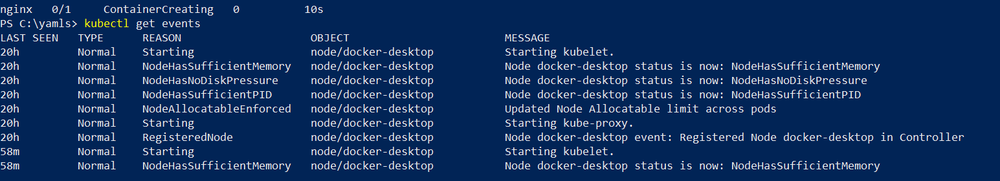 nginx   0/1     ContainerCreating   0          10s
PS C:\yamls> kubectl get events
LAST SEEN   TYPE     REASON                    OBJECT                        MESSAGE
20h         Normal   Starting                  node/docker-desktop           Starting kubelet.
20h         Normal   NodeHasSufficientMemory   node/docker-desktop           Node docker-desktop status is now: NodeHasSufficientMemory
20h         Normal   NodeHasNoDiskPressure     node/docker-desktop           Node docker-desktop status is now: NodeHasNoDiskPressure
20h         Normal   NodeHasSufficientPID      node/docker-desktop           Node docker-desktop status is now: NodeHasSufficientPID
20h         Normal   NodeAllocatableEnforced   node/docker-desktop           Updated Node Allocatable limit across pods
20h         Normal   Starting                  node/docker-desktop           Starting kube-proxy.
20h         Normal   RegisteredNode            node/docker-desktop           Node docker-desktop event: Registered Node docker-desktop in Controller
58m         Normal   Starting                  node/docker-desktop           Starting kubelet.
58m         Normal   NodeHasSufficientMemory   node/docker-desktop           Node docker-desktop status is now: NodeHasSufficientMemory